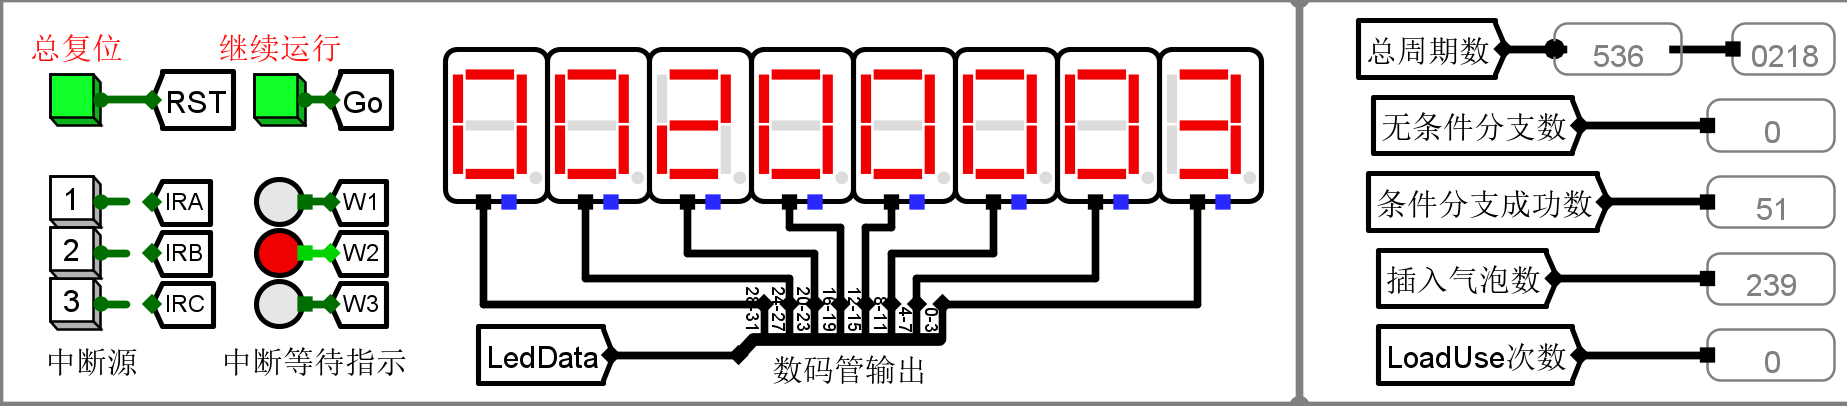 总复位
继续运行
RST
Go
1
IRA
W1
2
IRB
W2
3
IRC
W3
中断源
中断等待指示
00200003
28-31
24-27
20-23
16-19
12-15
8-11
4-7
0-3
LedData
数码管输出
总周期数
536
0218
无条件分支数
0
条件分支成功数
51
插入气泡数
239
LoadUse次数
0